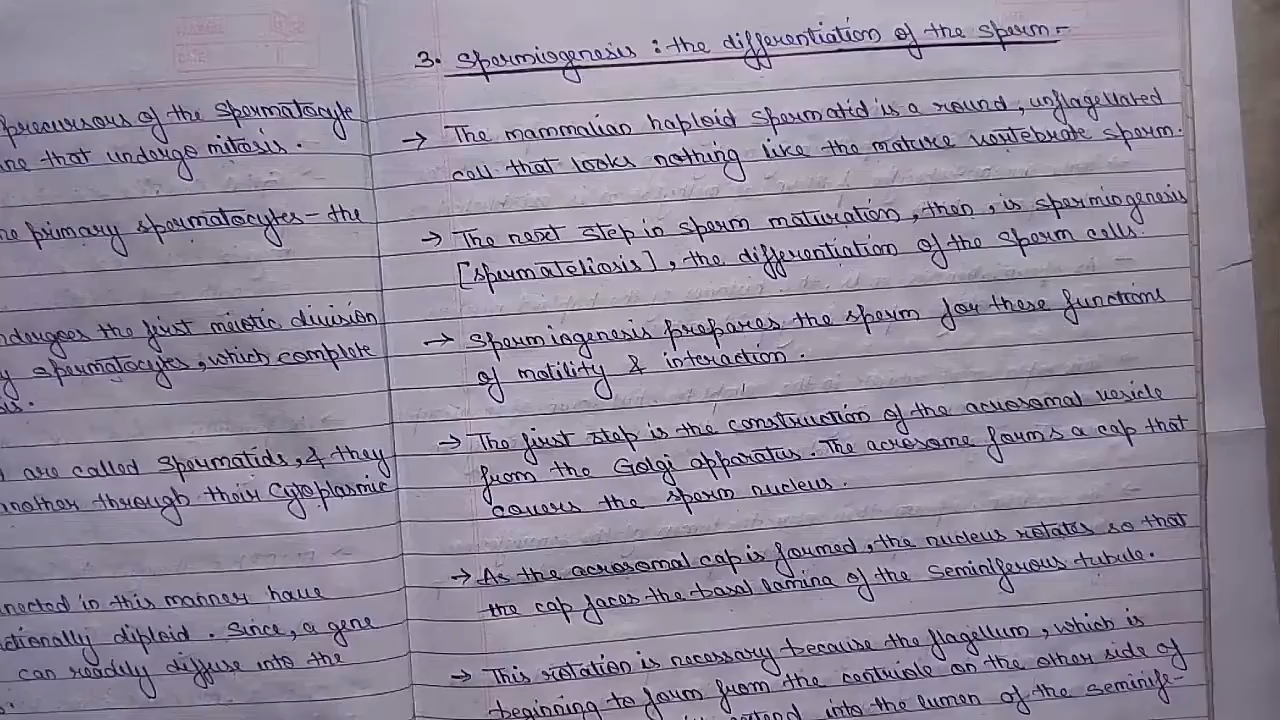 precursors of the spermatocyte
that undergo mitosis.
primary spermatocytes - the
the first meiotic division
spermatocytes, which complete
are called spermatids, & they
through their cytoplasmic
in this manner have
diploid. Since, a gene
can readily diffuse into the
3. Spermiogenesis : the differentiation of the sperm -
→ The mammalian haploid spermatid is a round, unflagellated
cell that looks nothing like the mature vertebrate sperm.
→ The next step in sperm maturation, then, is spermiogenesis
[spermateliosis], the differentiation of the sperm cells.
→ Spermiogenesis prepares the sperm for these functions
of motility & interaction.
→ The first step is the construction of the acrosomal vesicle
from the Golgi apparatus. The acrosome forms a cap that
covers the sperm nucleus.
→ As the acrosomal cap is formed, the nucleus rotates so that
the cap faces the basal lamina of the seminiferous tubule.
→ This rotation is necessary because the flagellum, which is
beginning to form from the centriole on the other side of
extend into the lumen of the seminife-